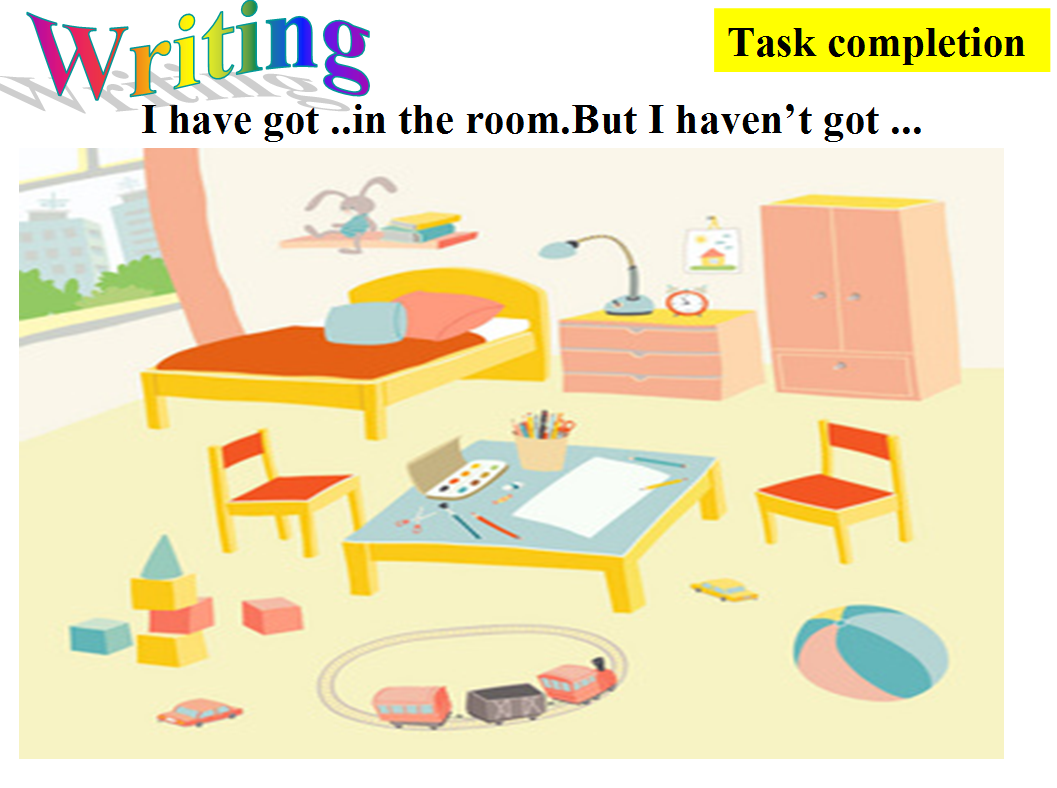 Writing
Task completion
I have got ..in the room.But I haven’t got ...